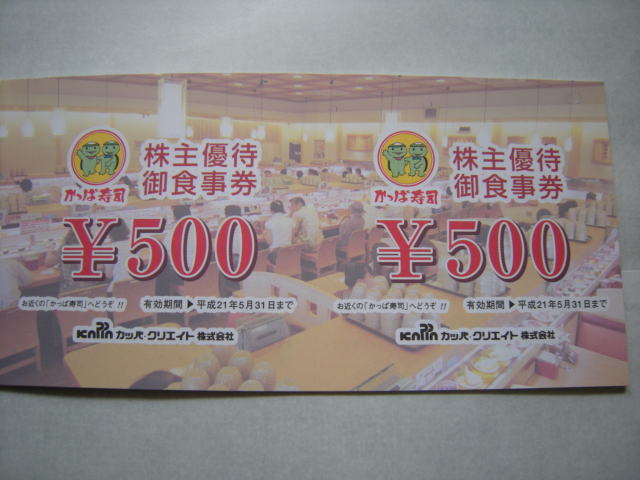 かっぱ寿司
株主優待
御食事券
¥500
お近くの「かっぱ寿司」へどうぞ!!
有効期間▶平成21年5月31日まで
KAPPA カッパ・クリエイト株式会社
かっぱ寿司
株主優待
御食事券
¥500
お近くの「かっぱ寿司」へどうぞ!!
有効期間▶平成21年5月31日まで
KAPPA カッパ・クリエイト株式会社